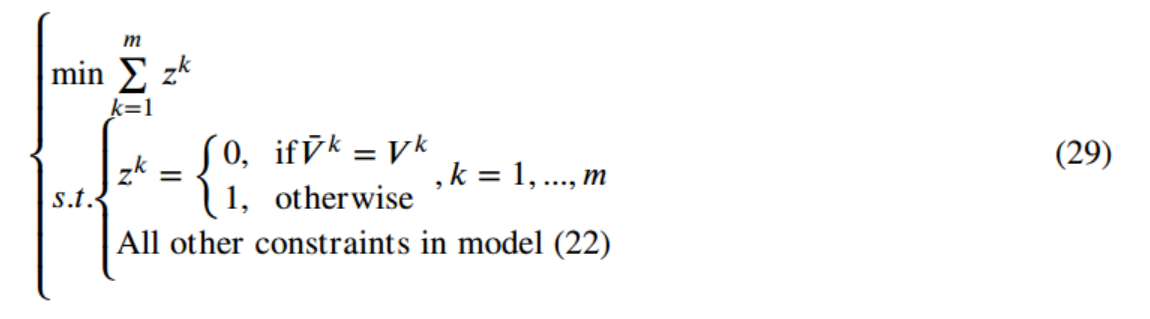 min ∑_{k=1}^{m} z^k
s.t. z^k = { 0, if V̄^k = V^k
1, otherwise , k = 1, ..., m (29)
All other constraints in model (22)